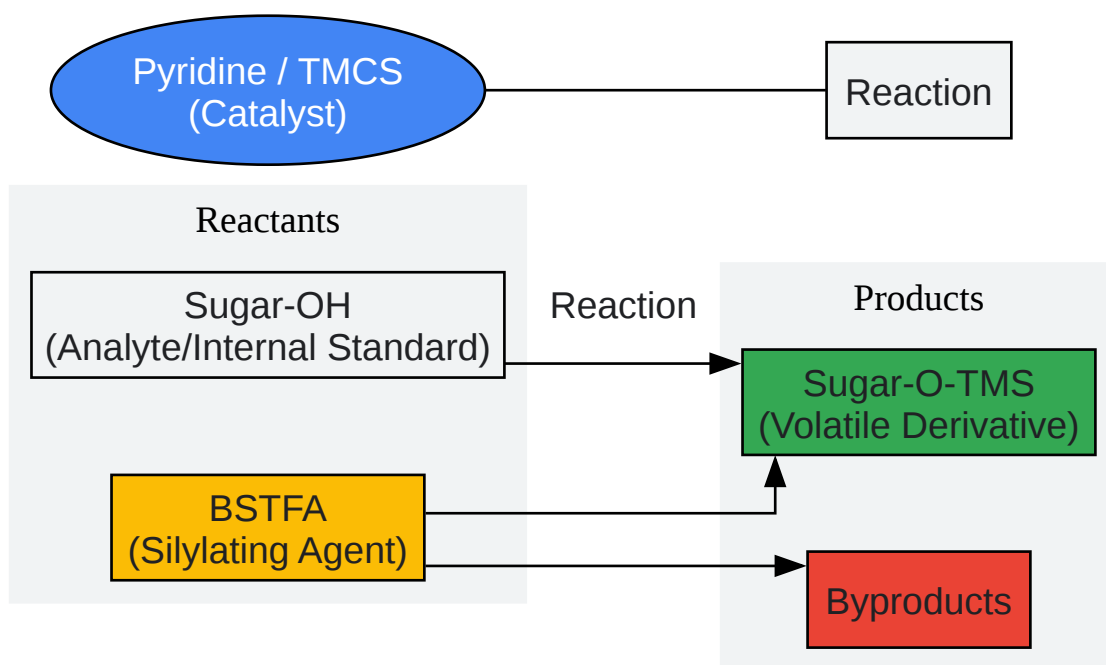 Pyridine / TMCS
(Catalyst)
Reaction
Reactants
Sugar-OH
(Analyte/Internal Standard)
Reaction
Products
Sugar-O-TMS
(Volatile Derivative)
BSTFA
(Silylating Agent)
Byproducts